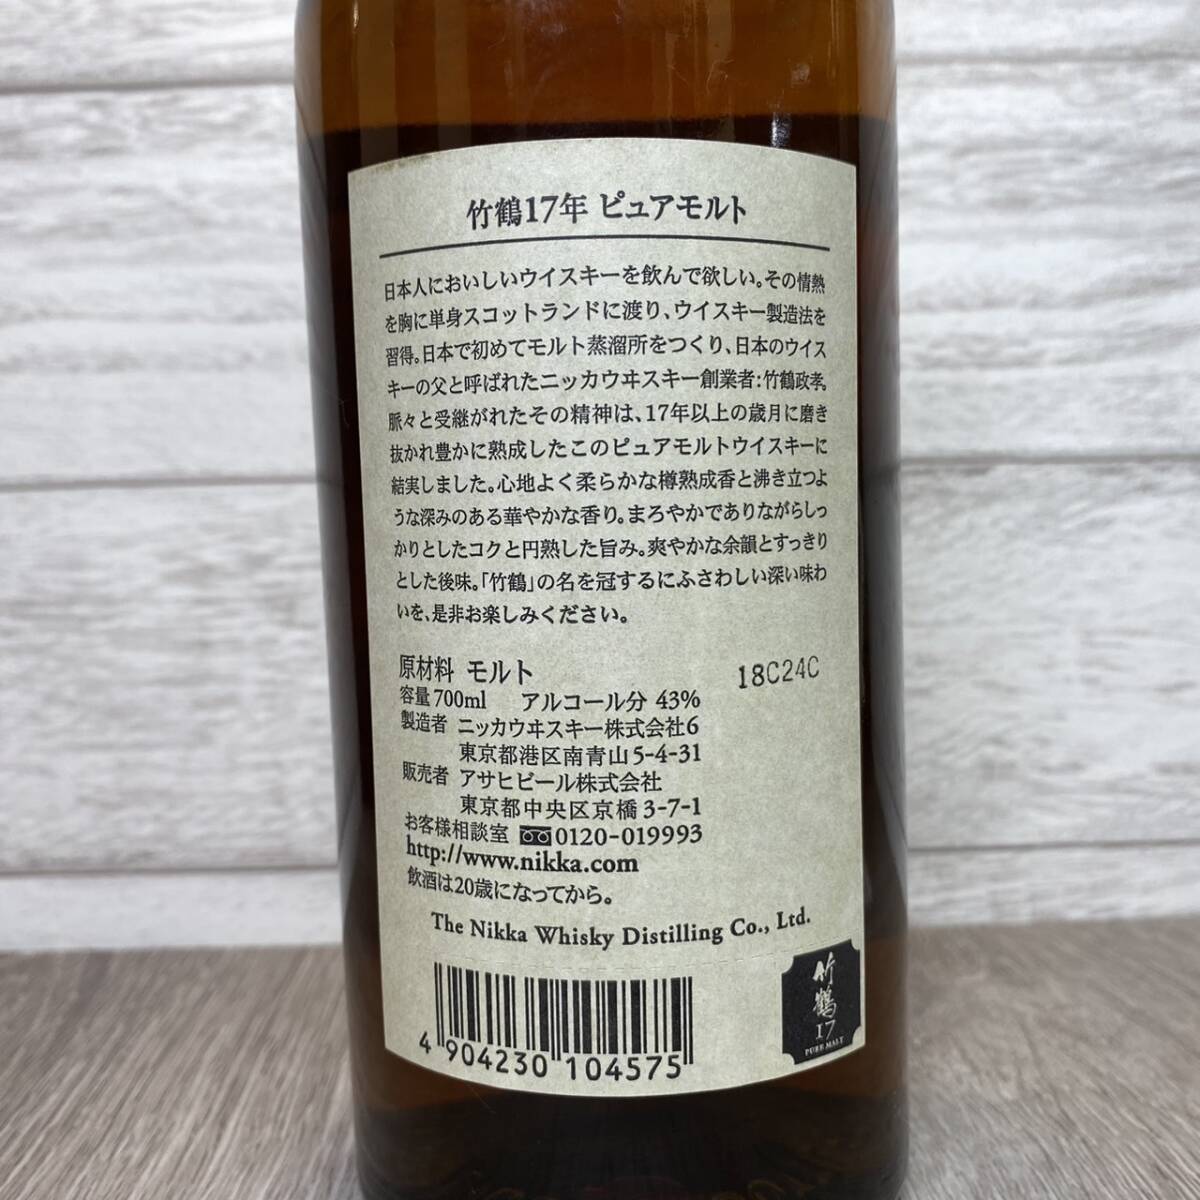 竹鶴17年 ピュアモルト
日本人においしいウイスキーを飲んで欲しい。その情熱
を胸に単身スコットランドに渡り、ウイスキー製造法を
習得。日本で初めてモルト蒸溜所をつくり、日本のウイス
キーの父と呼ばれたニッカウヰスキー創業者:竹鶴政孝。
脈々と受継がれたその精神は、17年以上の歳月に磨き
抜かれ豊かに熟成したこのピュアモルトウイスキーに
結実しました。心地よく柔らかな樽熟成香と沸き立つよ
うな深みのある華やかな香り。まろやかでありながらしっ
かりとしたコクと円熟した旨み。爽やかな余韻とすっきり
とした後味。「竹鶴」の名を冠するにふさわしい深い味わ
いを、是非お楽しみください。
原材料 モルト
18C24C
容量 700ml アルコール分 43%
製造者 ニッカウヰスキー株式会社6
東京都港区南青山5-4-31
販売者 アサヒビール株式会社
東京都中央区京橋3-7-1
お客様相談室 0120-019993
http://www.nikka.com
飲酒は20歳になってから。
The Nikka Whisky Distilling Co., Ltd.
4 904230 104575
竹鶴
17
PURE MALT